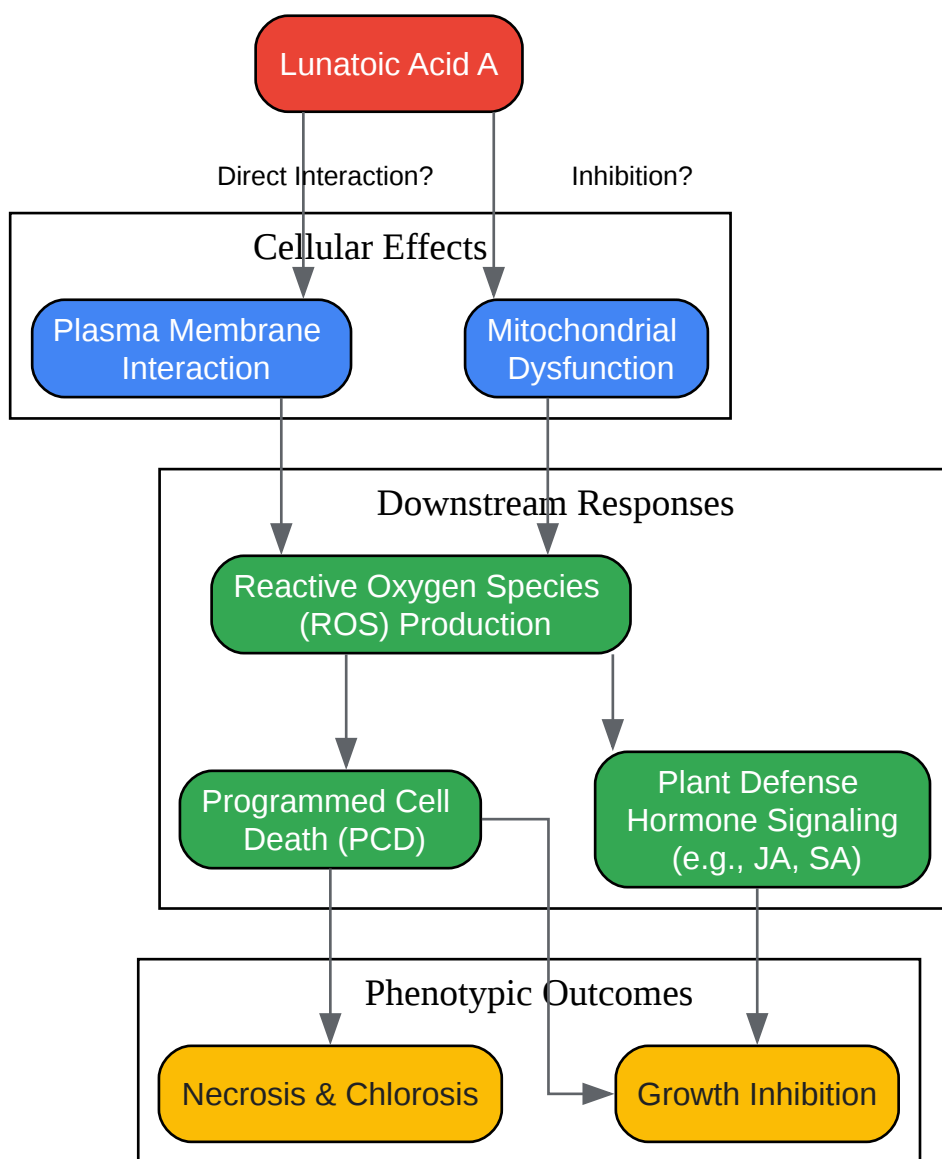 Lunatoic Acid A
Direct Interaction?
Inhibition?
Cellular Effects
Plasma Membrane
Interaction
Mitochondrial
Dysfunction
Downstream Responses
Reactive Oxygen Species
(ROS) Production
Programmed Cell
Death (PCD)
Plant Defense
Hormone Signaling
(e.g., JA, SA)
Phenotypic Outcomes
Necrosis & Chlorosis
Growth Inhibition